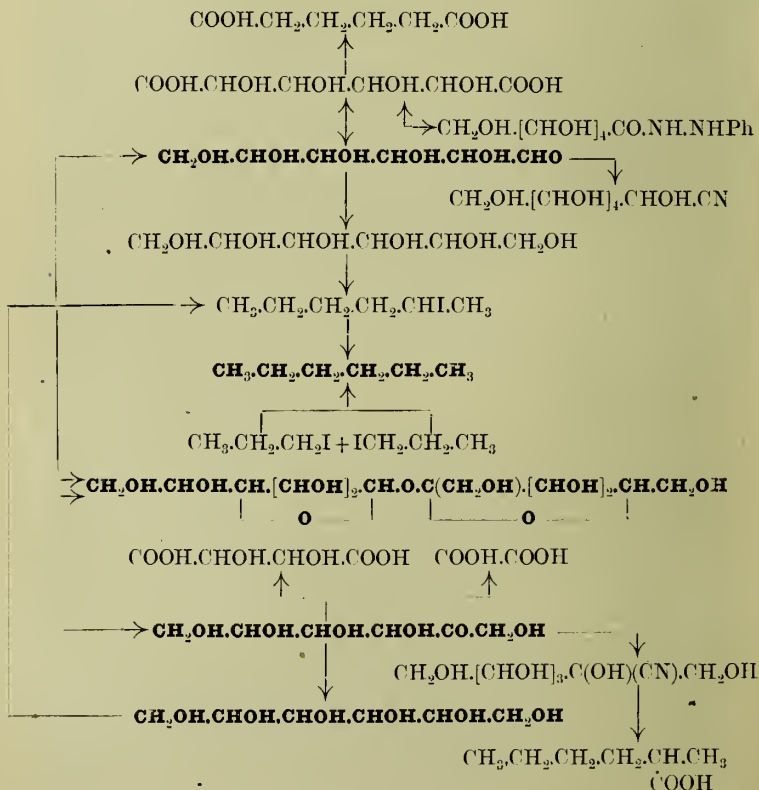 COOH.CH₂.CH₂.CH₂.CH₂.COOH
COOH.CHOH.CHOH.CHOH.CHOH.COOH
CH₂OH.[CHOH]₄.CO.NH.NHPh
CH₂OH.CHOH.CHOH.CHOH.CHOH.CHO
CH₂OH.[CHOH]₄.CHOH.CN
CH₂OH.CHOH.CHOH.CHOH.CHOH.CH₂OH
CH₃.CH₂.CH₂.CH₂.CHI.CH₃
CH₃.CH₂.CH₂.CH₂.CH₂.CH₃
CH₃.CH₂.CH₂I + ICH₂.CH₂.CH₃
CH₂OH.CHOH.CH.[CHOH]₂.CH.O.C(CH₂OH).[CHOH]₂.CH.CH₂OH
O O
COOH.CHOH.CHOH.COOH COOH.COOH
CH₂OH.CHOH.CHOH.CHOH.CO.CH₂OH
CH₂OH.[CHOH]₃.C(OH)(CN).CH₂OH
CH₂OH.CHOH.CHOH.CHOH.CHOH.CH₂OH
CH₃.CH₂.CH₂.CH₂.CH.CH₃
COOH